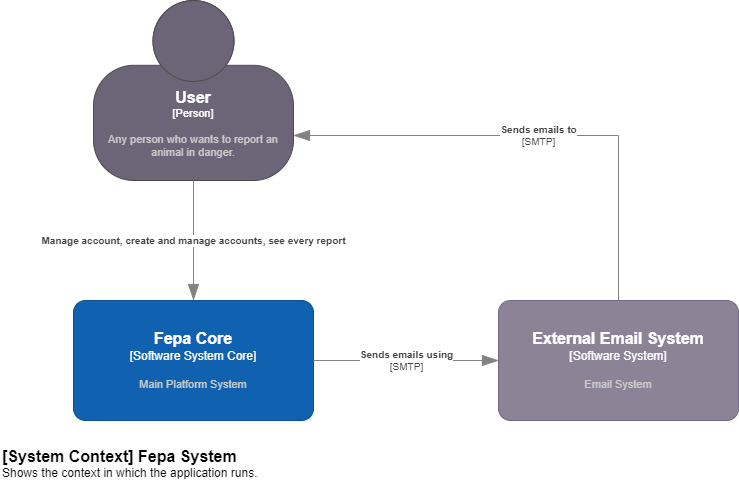 User
[Person]
Any person who wants to report an
animal in danger.
Sends emails to
[SMTP]
Manage account, create and manage accounts, see every report
Fepa Core
[Software System Core]
Main Platform System
Sends emails using
[SMTP]
External Email System
[Software System]
Email System
[System Context] Fepa System
Shows the context in which the application runs.